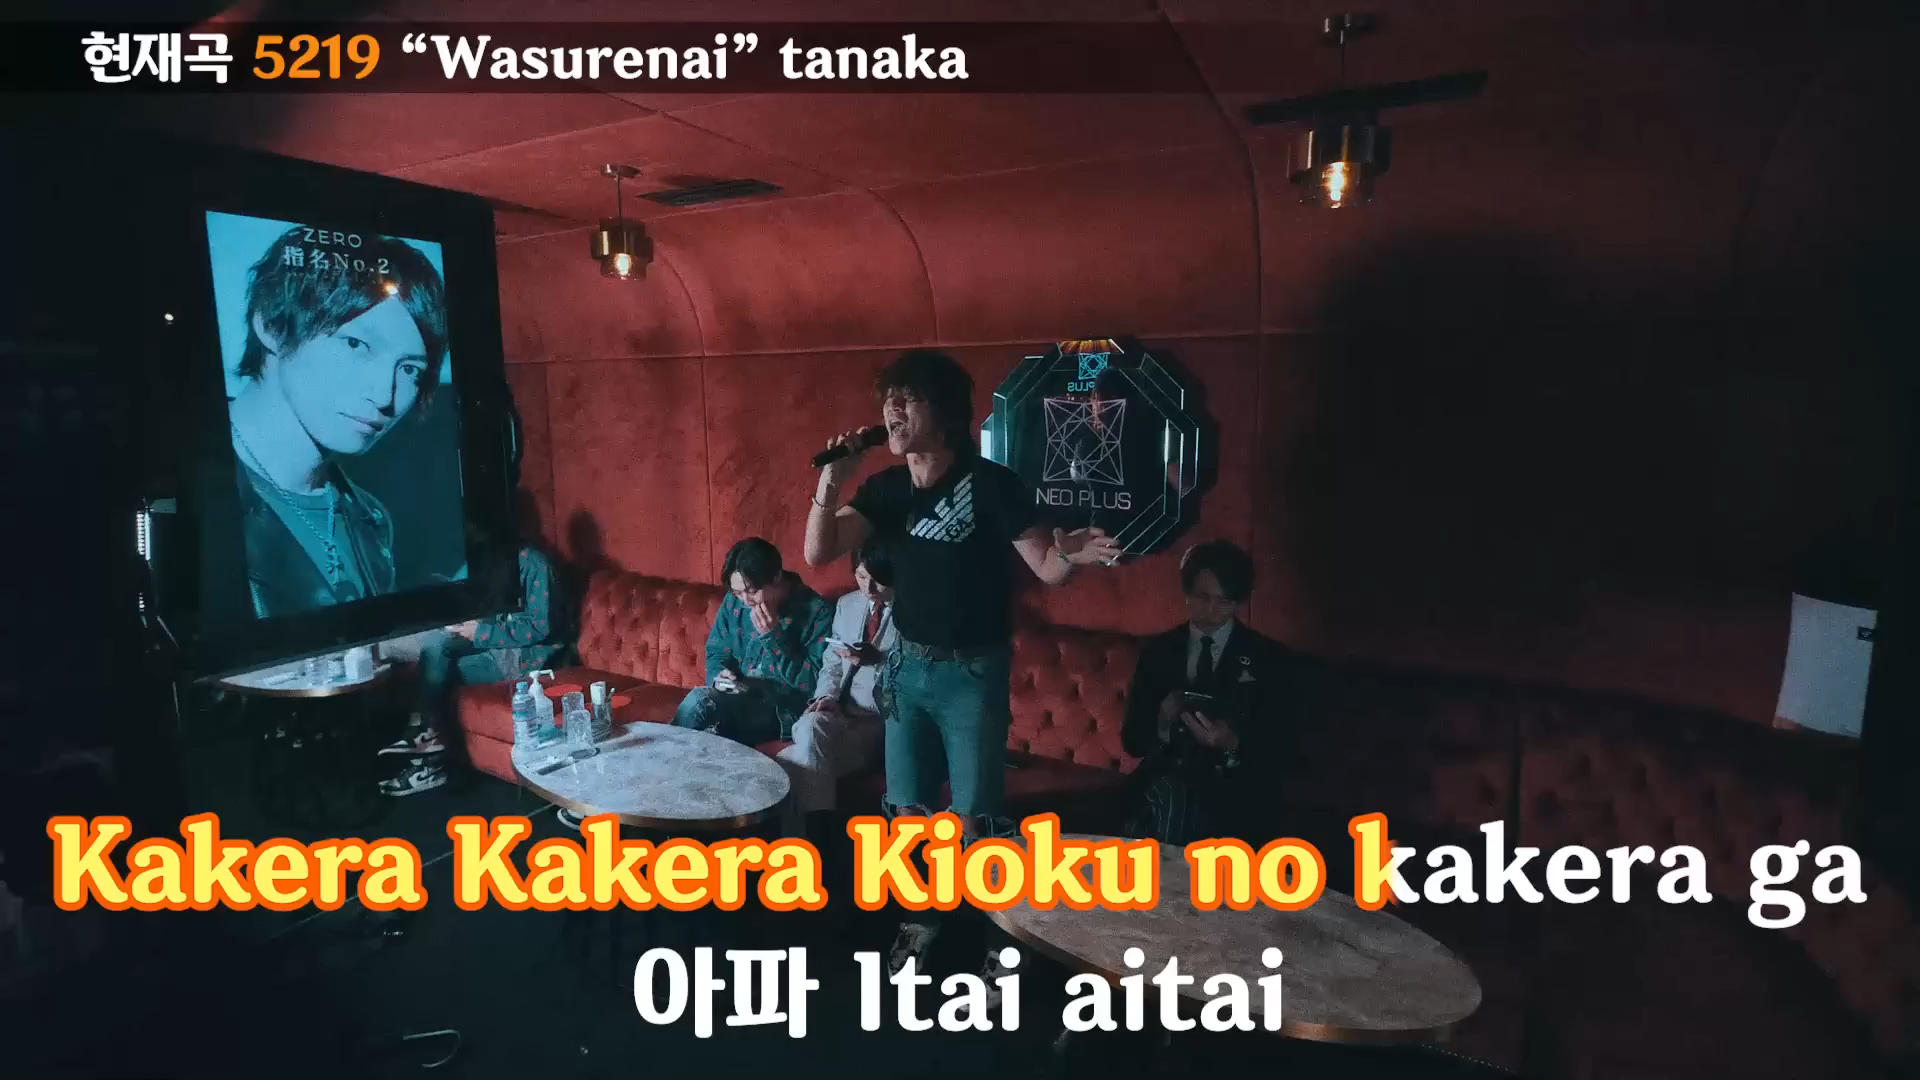 현재곡 5219 “Wasurenai” tanaka
ZERO
指名No.2
PLUS
NEO PLUS
Kakera Kakera Kioku no kakera ga
아파 Itai aitai